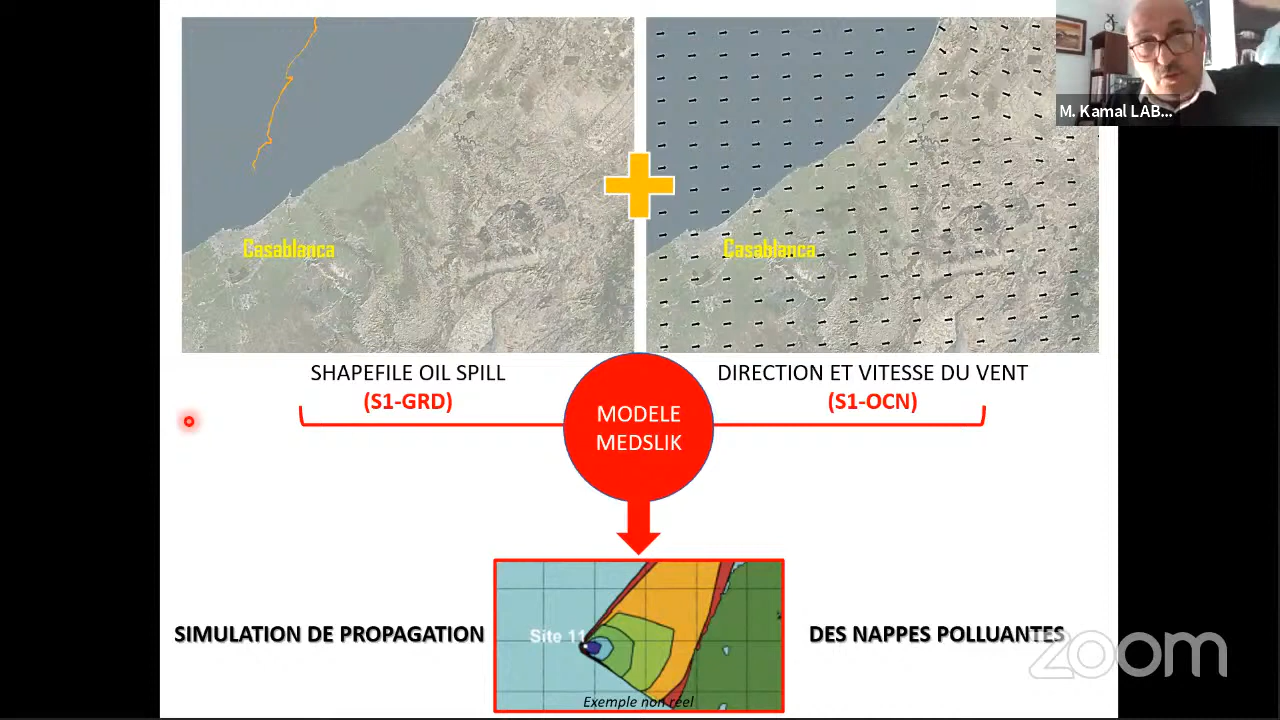 M. Kamal LAB...
Casablanca
Casablanca
SHAPEFILE OIL SPILL
(S1-GRD)
DIRECTION ET VITESSE DU VENT
(S1-OCN)
MODELE
MEDSLIK
SIMULATION DE PROPAGATION
Site 11
DES NAPPES POLLUANTES
Exemple non réel
zoom